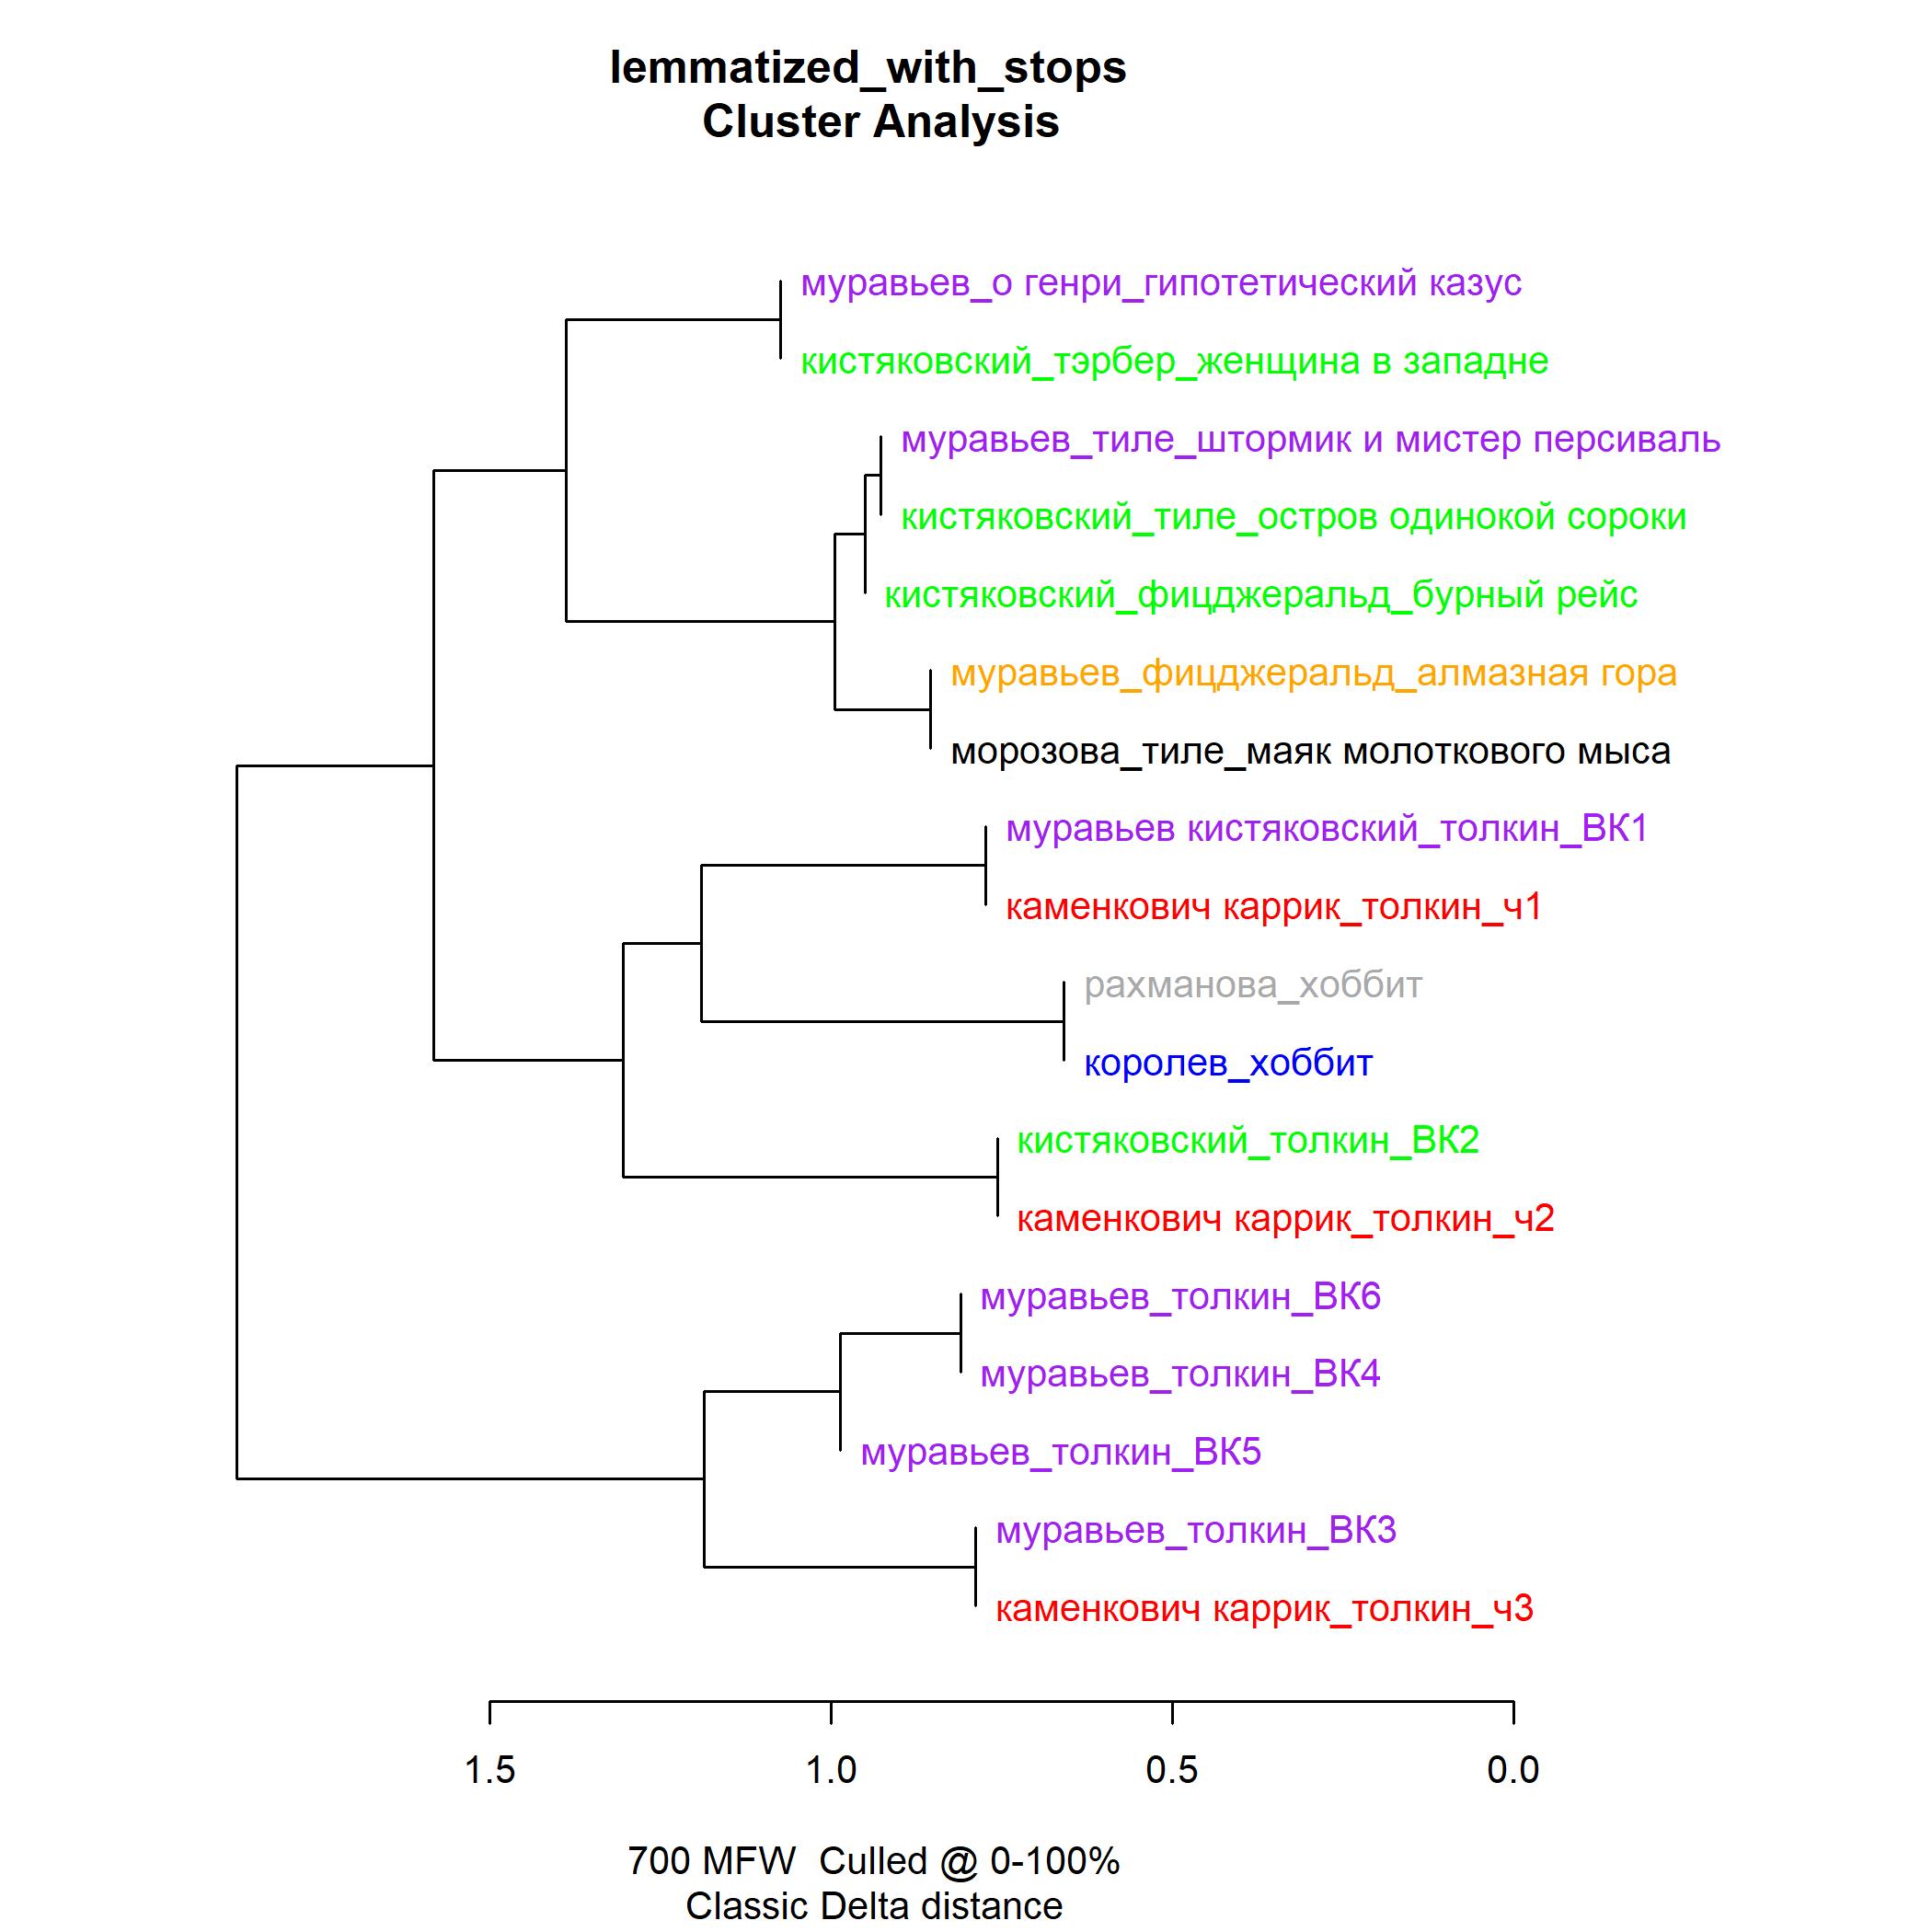 lemmatized_with_stops
Cluster Analysis
муравьев_о генри_гипотетический казус
кистяковский_тэрбер_женщина в западне
муравьев_тиле_штормик и мистер персиваль
кистяковский_тиле_остров одинокой сороки
кистяковский_фицджеральд_бурный рейс
муравьев_фицджеральд_алмазная гора
морозова_тиле_маяк молоткового мыса
муравьев кистяковский_толкин_ВК1
каменкович каррик_толкин_ч1
рахманова_хоббит
королев_хоббит
кистяковский_толкин_ВК2
каменкович каррик_толкин_ч2
муравьев_толкин_ВК6
муравьев_толкин_ВК4
муравьев_толкин_ВК5
муравьев_толкин_ВК3
каменкович каррик_толкин_ч3
1.5 1.0 0.5 0.0
700 MFW Culled @ 0-100%
Classic Delta distance